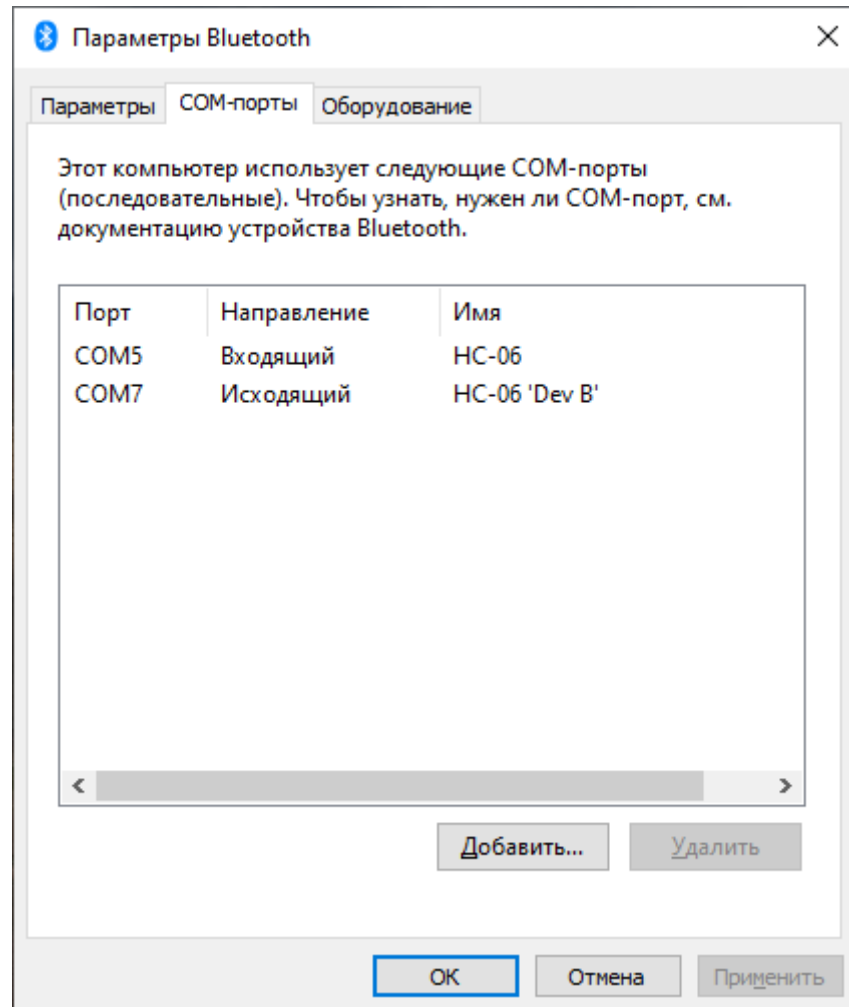 Параметры Bluetooth
Параметры COM-порты Оборудование
Этот компьютер использует следующие COM-порты
(последовательные). Чтобы узнать, нужен ли COM-порт, см.
документацию устройства Bluetooth.
Порт Направление Имя
COM5 Входящий HC-06
COM7 Исходящий HC-06 'Dev B'
Добавить... Удалить
ОК Отмена Применить